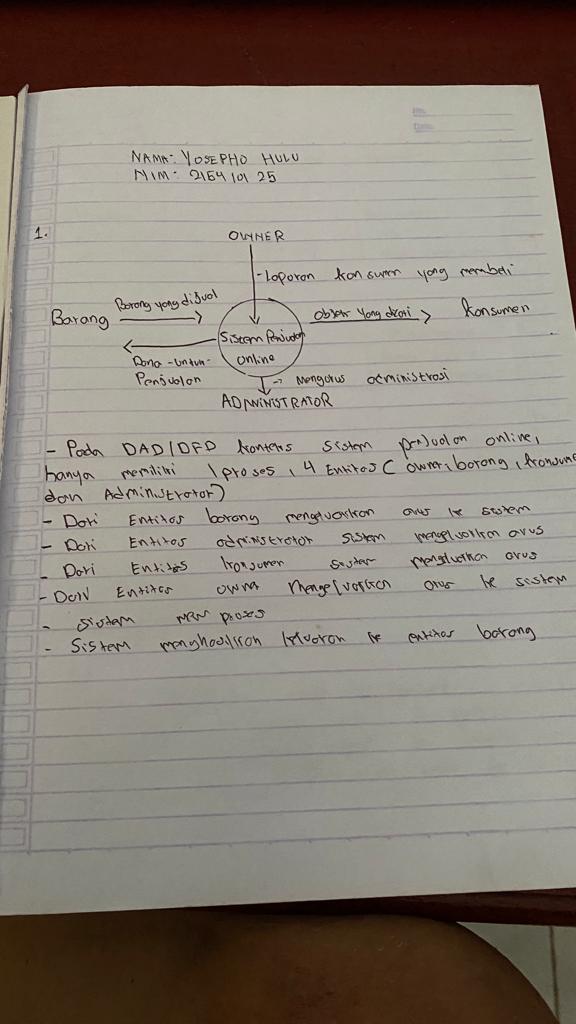 NAMA: YOSEPHO HULU
NIM: 2154 101 25
1.
OWNER
- Laporan konsumen yang membeli
Barang
Barang yang dijual
Sistem Penjualan
online
Objek Yang dicari
Konsumen
Dana -untuk-
Penjualan
-> Mengurus administrasi
ADMINISTRATOR
- Pada DAD/DFD konteks sistem penjualan online,
hanya memiliki 1 proses, 4 Entitas ( owner, barang, konsume
dan Administrator)
- Dari Entitas barang mengeluarkan arus ke sistem
- Dari Entitas administrator sistem mengeluarkan arus
- Dari Entitas konsumen sistem mengeluarkan arus
- Dari Entitas owner mengeluarkan arus ke sistem
- Sistem proses
- Sistem menghasilkan keluaran ke entitas barang